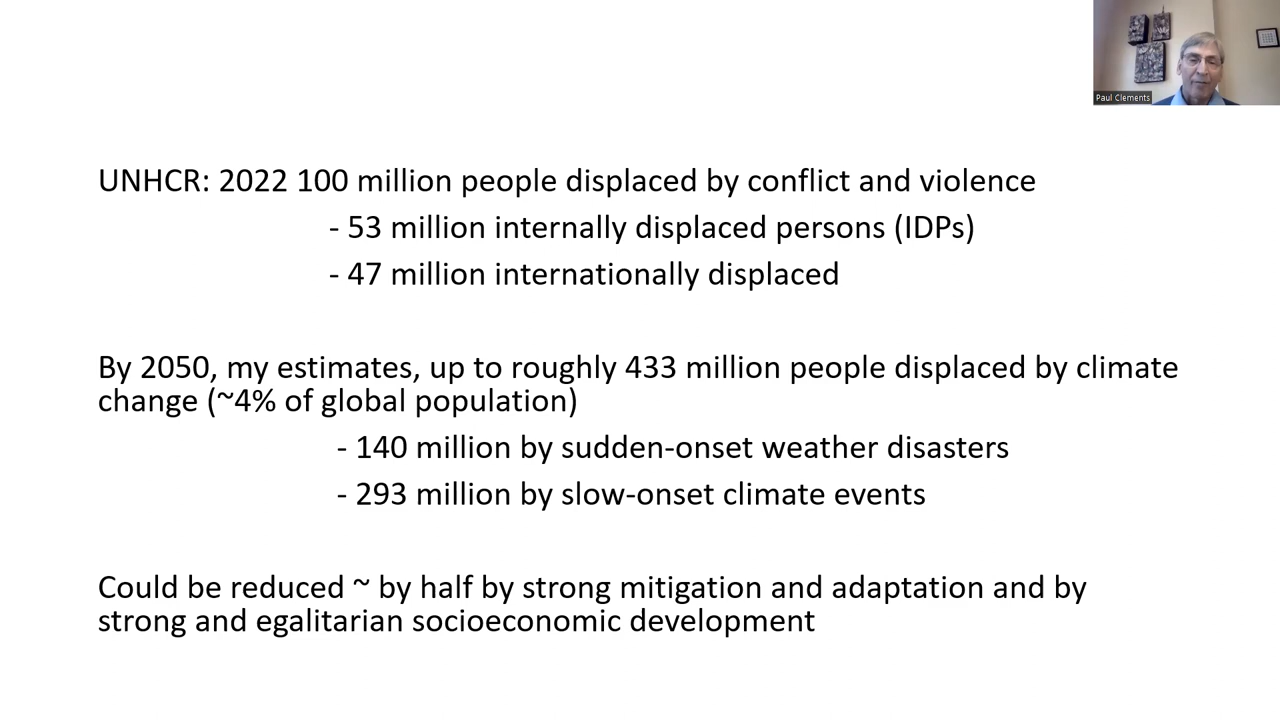 Paul Clements
UNHCR: 2022 100 million people displaced by conflict and violence
- 53 million internally displaced persons (IDPs)
- 47 million internationally displaced
By 2050, my estimates, up to roughly 433 million people displaced by climate
change (~4% of global population)
- 140 million by sudden-onset weather disasters
- 293 million by slow-onset climate events
Could be reduced ~ by half by strong mitigation and adaptation and by
strong and egalitarian socioeconomic development